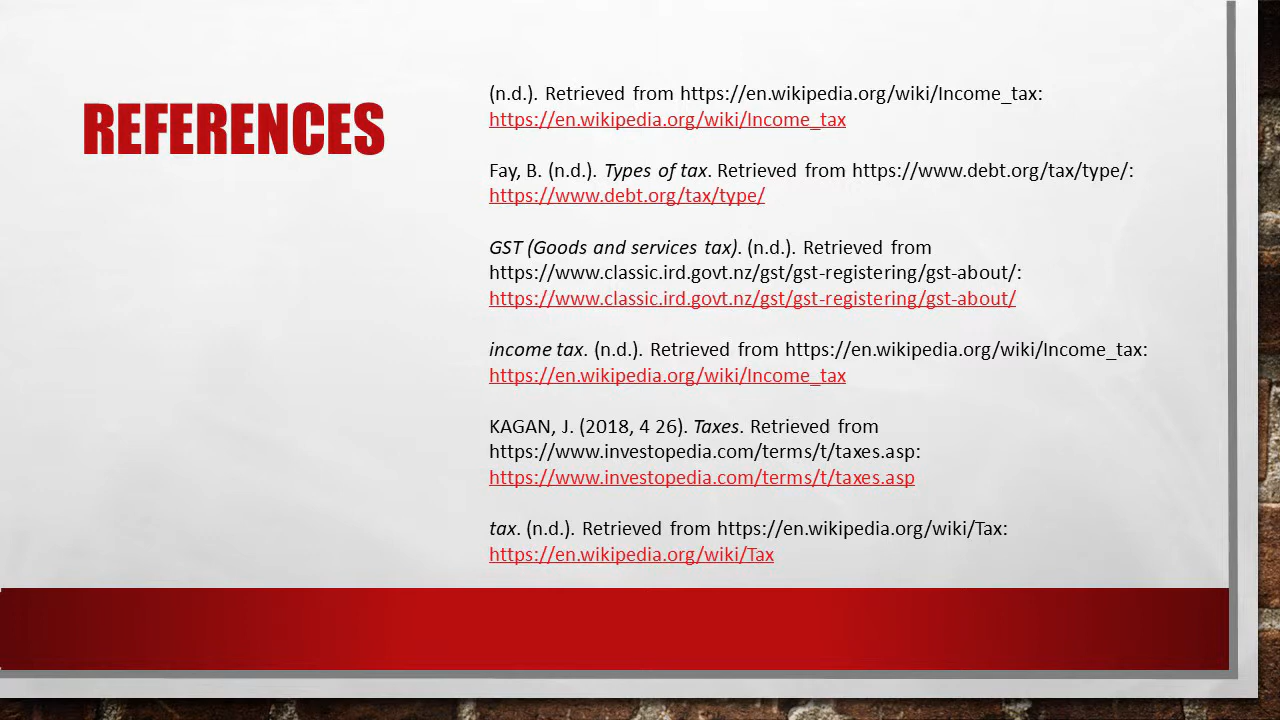 REFERENCES
(n.d.). Retrieved from https://en.wikipedia.org/wiki/Income_tax:
https://en.wikipedia.org/wiki/Income_tax
Fay, B. (n.d.). Types of tax. Retrieved from https://www.debt.org/tax/type/:
https://www.debt.org/tax/type/
GST (Goods and services tax). (n.d.). Retrieved from
https://www.classic.ird.govt.nz/gst/gst-registering/gst-about/:
https://www.classic.ird.govt.nz/gst/gst-registering/gst-about/
income tax. (n.d.). Retrieved from https://en.wikipedia.org/wiki/Income_tax:
https://en.wikipedia.org/wiki/Income_tax
KAGAN, J. (2018, 4 26). Taxes. Retrieved from
https://www.investopedia.com/terms/t/taxes.asp:
https://www.investopedia.com/terms/t/taxes.asp
tax. (n.d.). Retrieved from https://en.wikipedia.org/wiki/Tax:
https://en.wikipedia.org/wiki/Tax